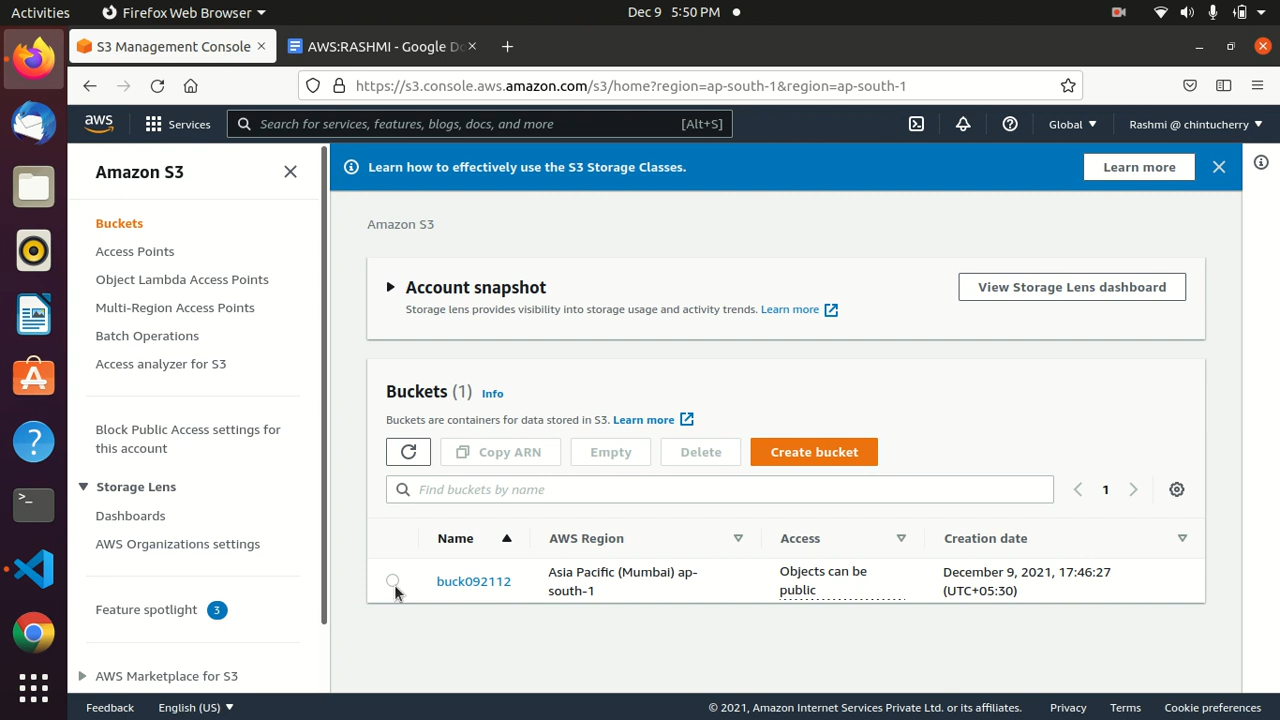 Activities
Firefox Web Browser
Dec 9 5:50 PM
S3 Management Console
AWS:RASHMI - Google Do
https://s3.console.aws.amazon.com/s3/home?region=ap-south-1&region=ap-south-1
aws
Services
Search for services, features, blogs, docs, and more
[Alt+S]
Global
Rashmi @ chintucherry
Amazon S3
Buckets
Access Points
Object Lambda Access Points
Multi-Region Access Points
Batch Operations
Access analyzer for S3
Block Public Access settings for
this account
Storage Lens
Dashboards
AWS Organizations settings
Feature spotlight 3
AWS Marketplace for S3
Learn how to effectively use the S3 Storage Classes.
Learn more
Amazon S3
Account snapshot
Storage lens provides visibility into storage usage and activity trends. Learn more
View Storage Lens dashboard
Buckets (1) Info
Buckets are containers for data stored in S3. Learn more
Copy ARN
Empty
Delete
Create bucket
Find buckets by name
1
Name
AWS Region
Access
Creation date
buck092112
Asia Pacific (Mumbai) ap-
south-1
Objects can be
public
December 9, 2021, 17:46:27
(UTC+05:30)
Feedback
English (US)
© 2021, Amazon Internet Services Private Ltd. or its affiliates.
Privacy
Terms
Cookie preferences